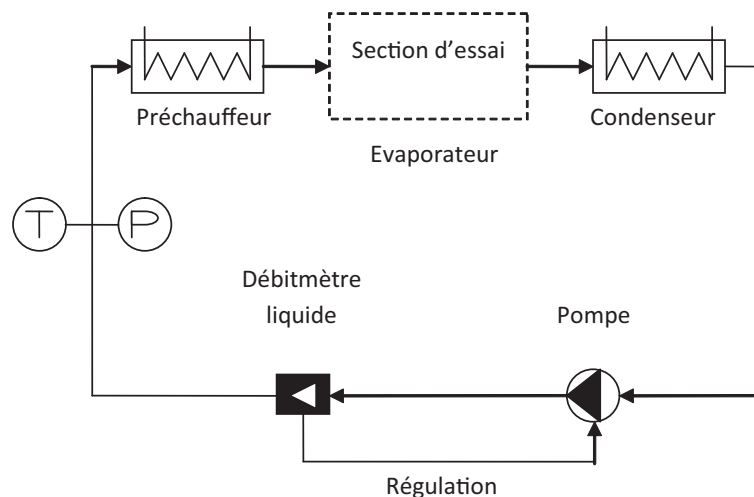 Section d'essai
Préchauffeur
Condenseur
Evaporateur
T
P
Débitmètre
liquide
Pompe
Régulation